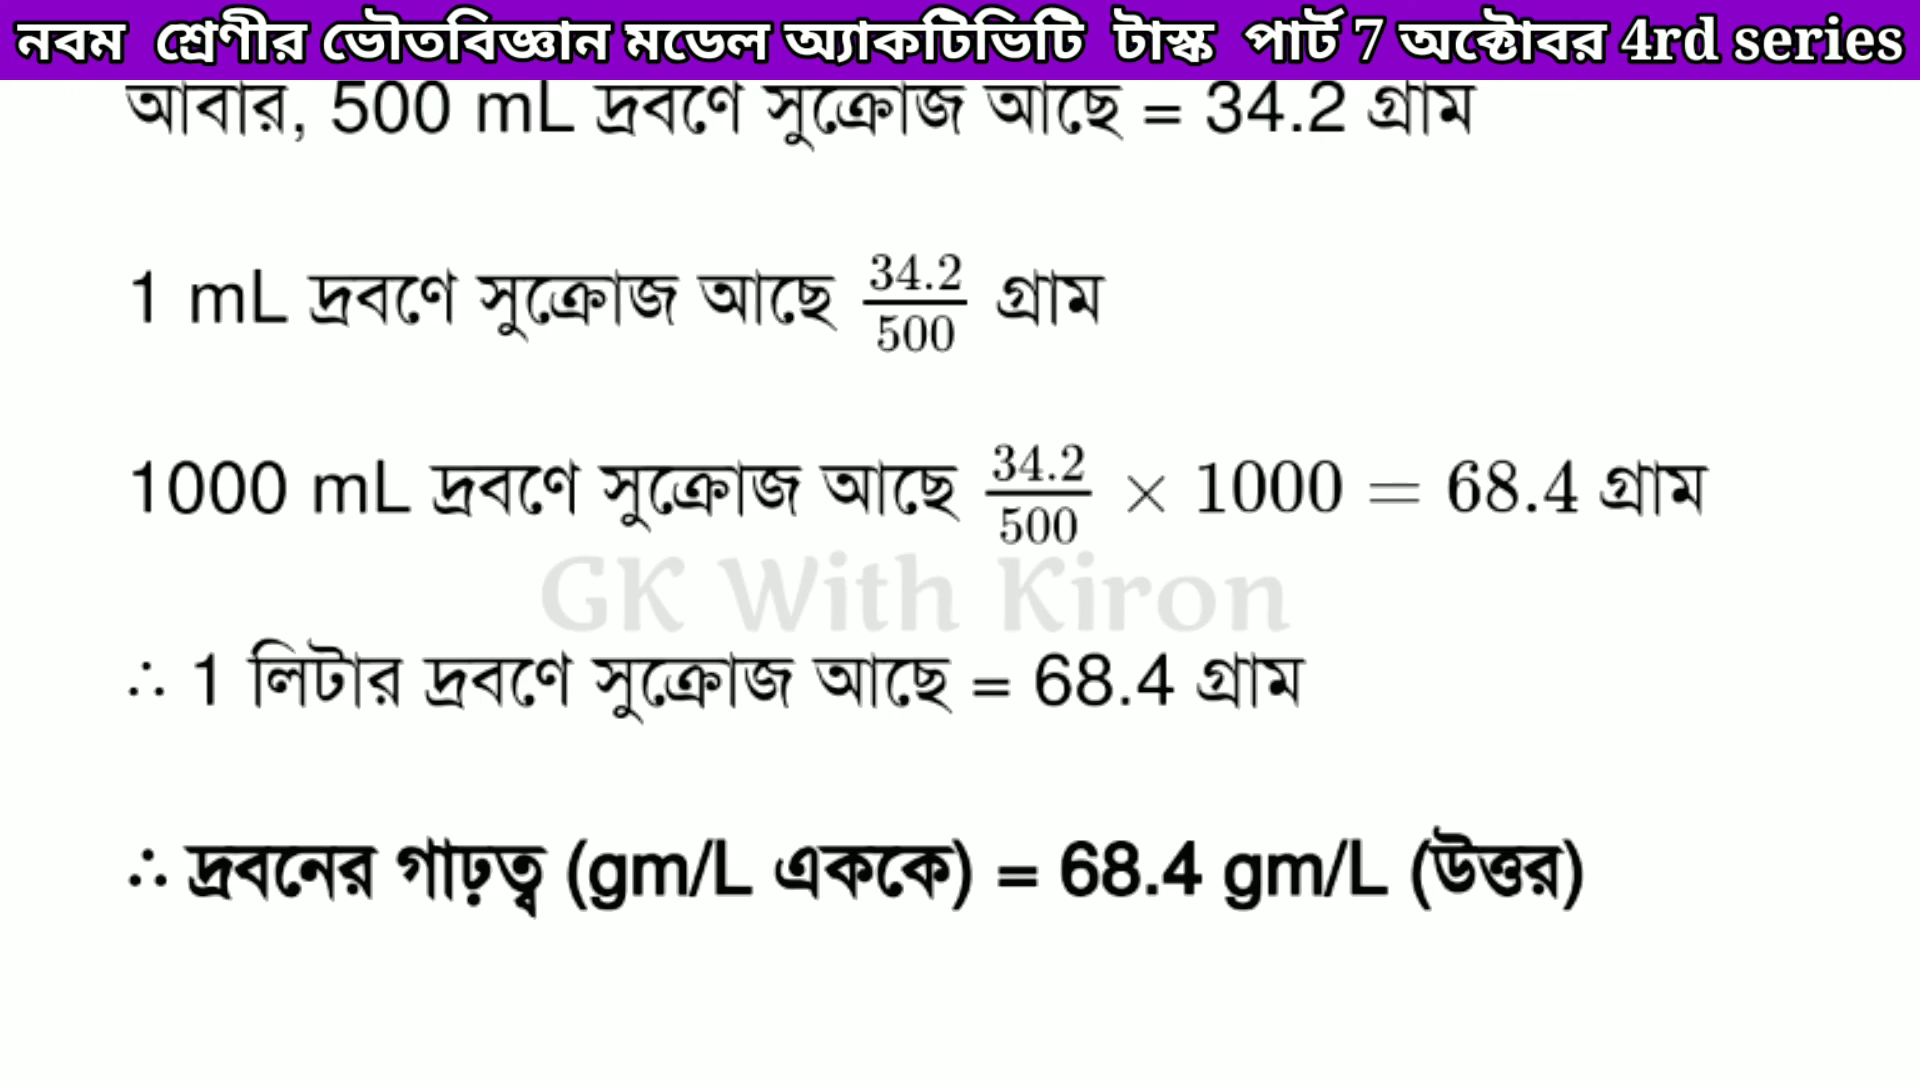 নবম শ্রেণীর ভৌতবিজ্ঞান মডেল অ্যাকটিভিটি টাস্ক পার্ট 7 অক্টোবর 4rd series
আবার, 500 mL দ্রবণে সুক্রোজ আছে = 34.2 গ্রাম
1 mL দ্রবণে সুক্রোজ আছে 34.2/500 গ্রাম
1000 mL দ্রবণে সুক্রোজ আছে 34.2/500 × 1000 = 68.4 গ্রাম
GK With Kiron
∴ 1 লিটার দ্রবণে সুক্রোজ আছে = 68.4 গ্রাম
∴ দ্রবনের গাঢ়ত্ব (gm/L এককে) = 68.4 gm/L (উত্তর)